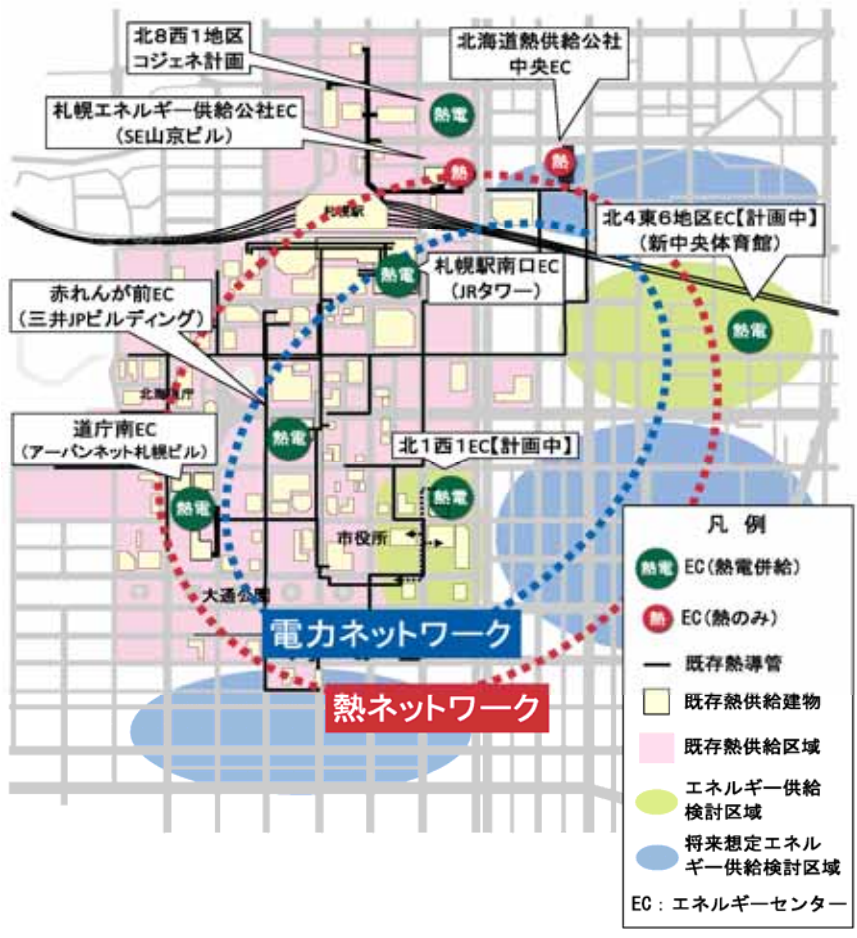 北8西1地区
コジェネ計画
北海道熱供給公社
中央EC
札幌エネルギー供給公社EC
(SE山京ビル)
熱電
熱
熱
札幌駅
北4東6地区EC【計画中】
(新中央体育館)
札幌駅南口EC
(JRタワー)
熱電
赤れんが前EC
(三井JPビルディング)
熱電
北海道庁
道庁南EC
(アーバンネット札幌ビル)
熱電
北1西1EC【計画中】
熱電
熱電
市役所
大通公園
電力ネットワーク
熱ネットワーク
凡 例
熱電 EC(熱電併給)
熱 EC(熱のみ)
既存熱導管
既存熱供給建物
既存熱供給区域
エネルギー供給
検討区域
将来想定エネル
ギー供給検討区域
EC：エネルギーセンター